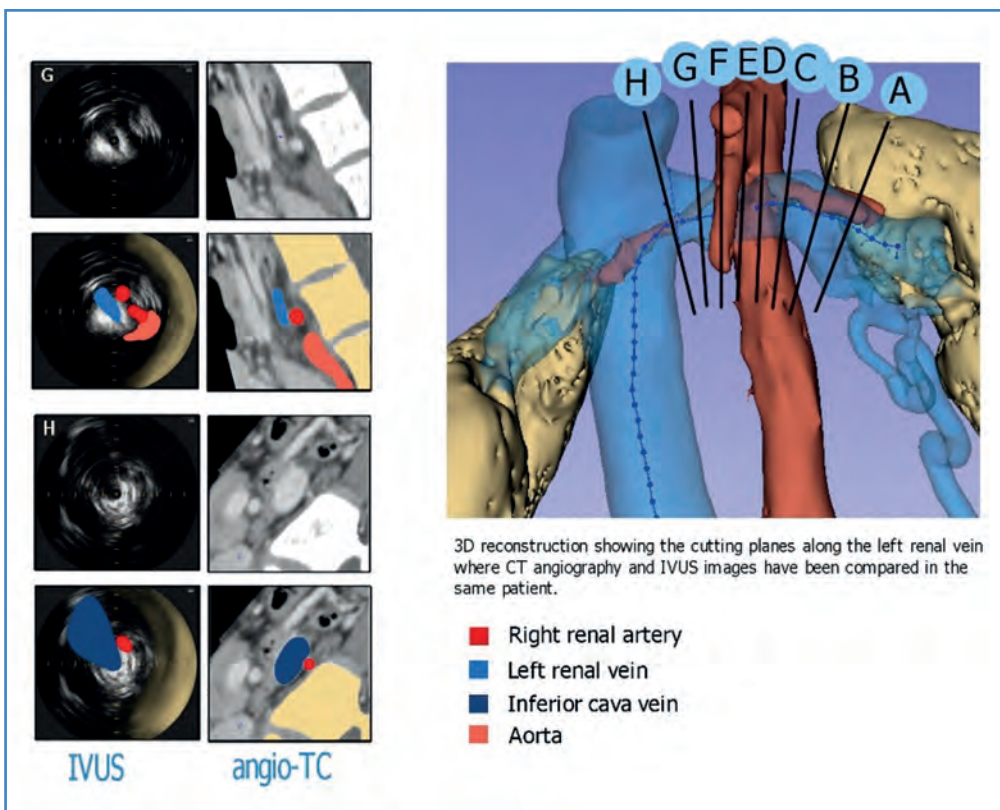 G
H
IVUS
angio-TC
H G F E D C B A
3D reconstruction showing the cutting planes along the left renal vein
where CT angiography and IVUS images have been compared in the
same patient.
Right renal artery
Left renal vein
Inferior cava vein
Aorta